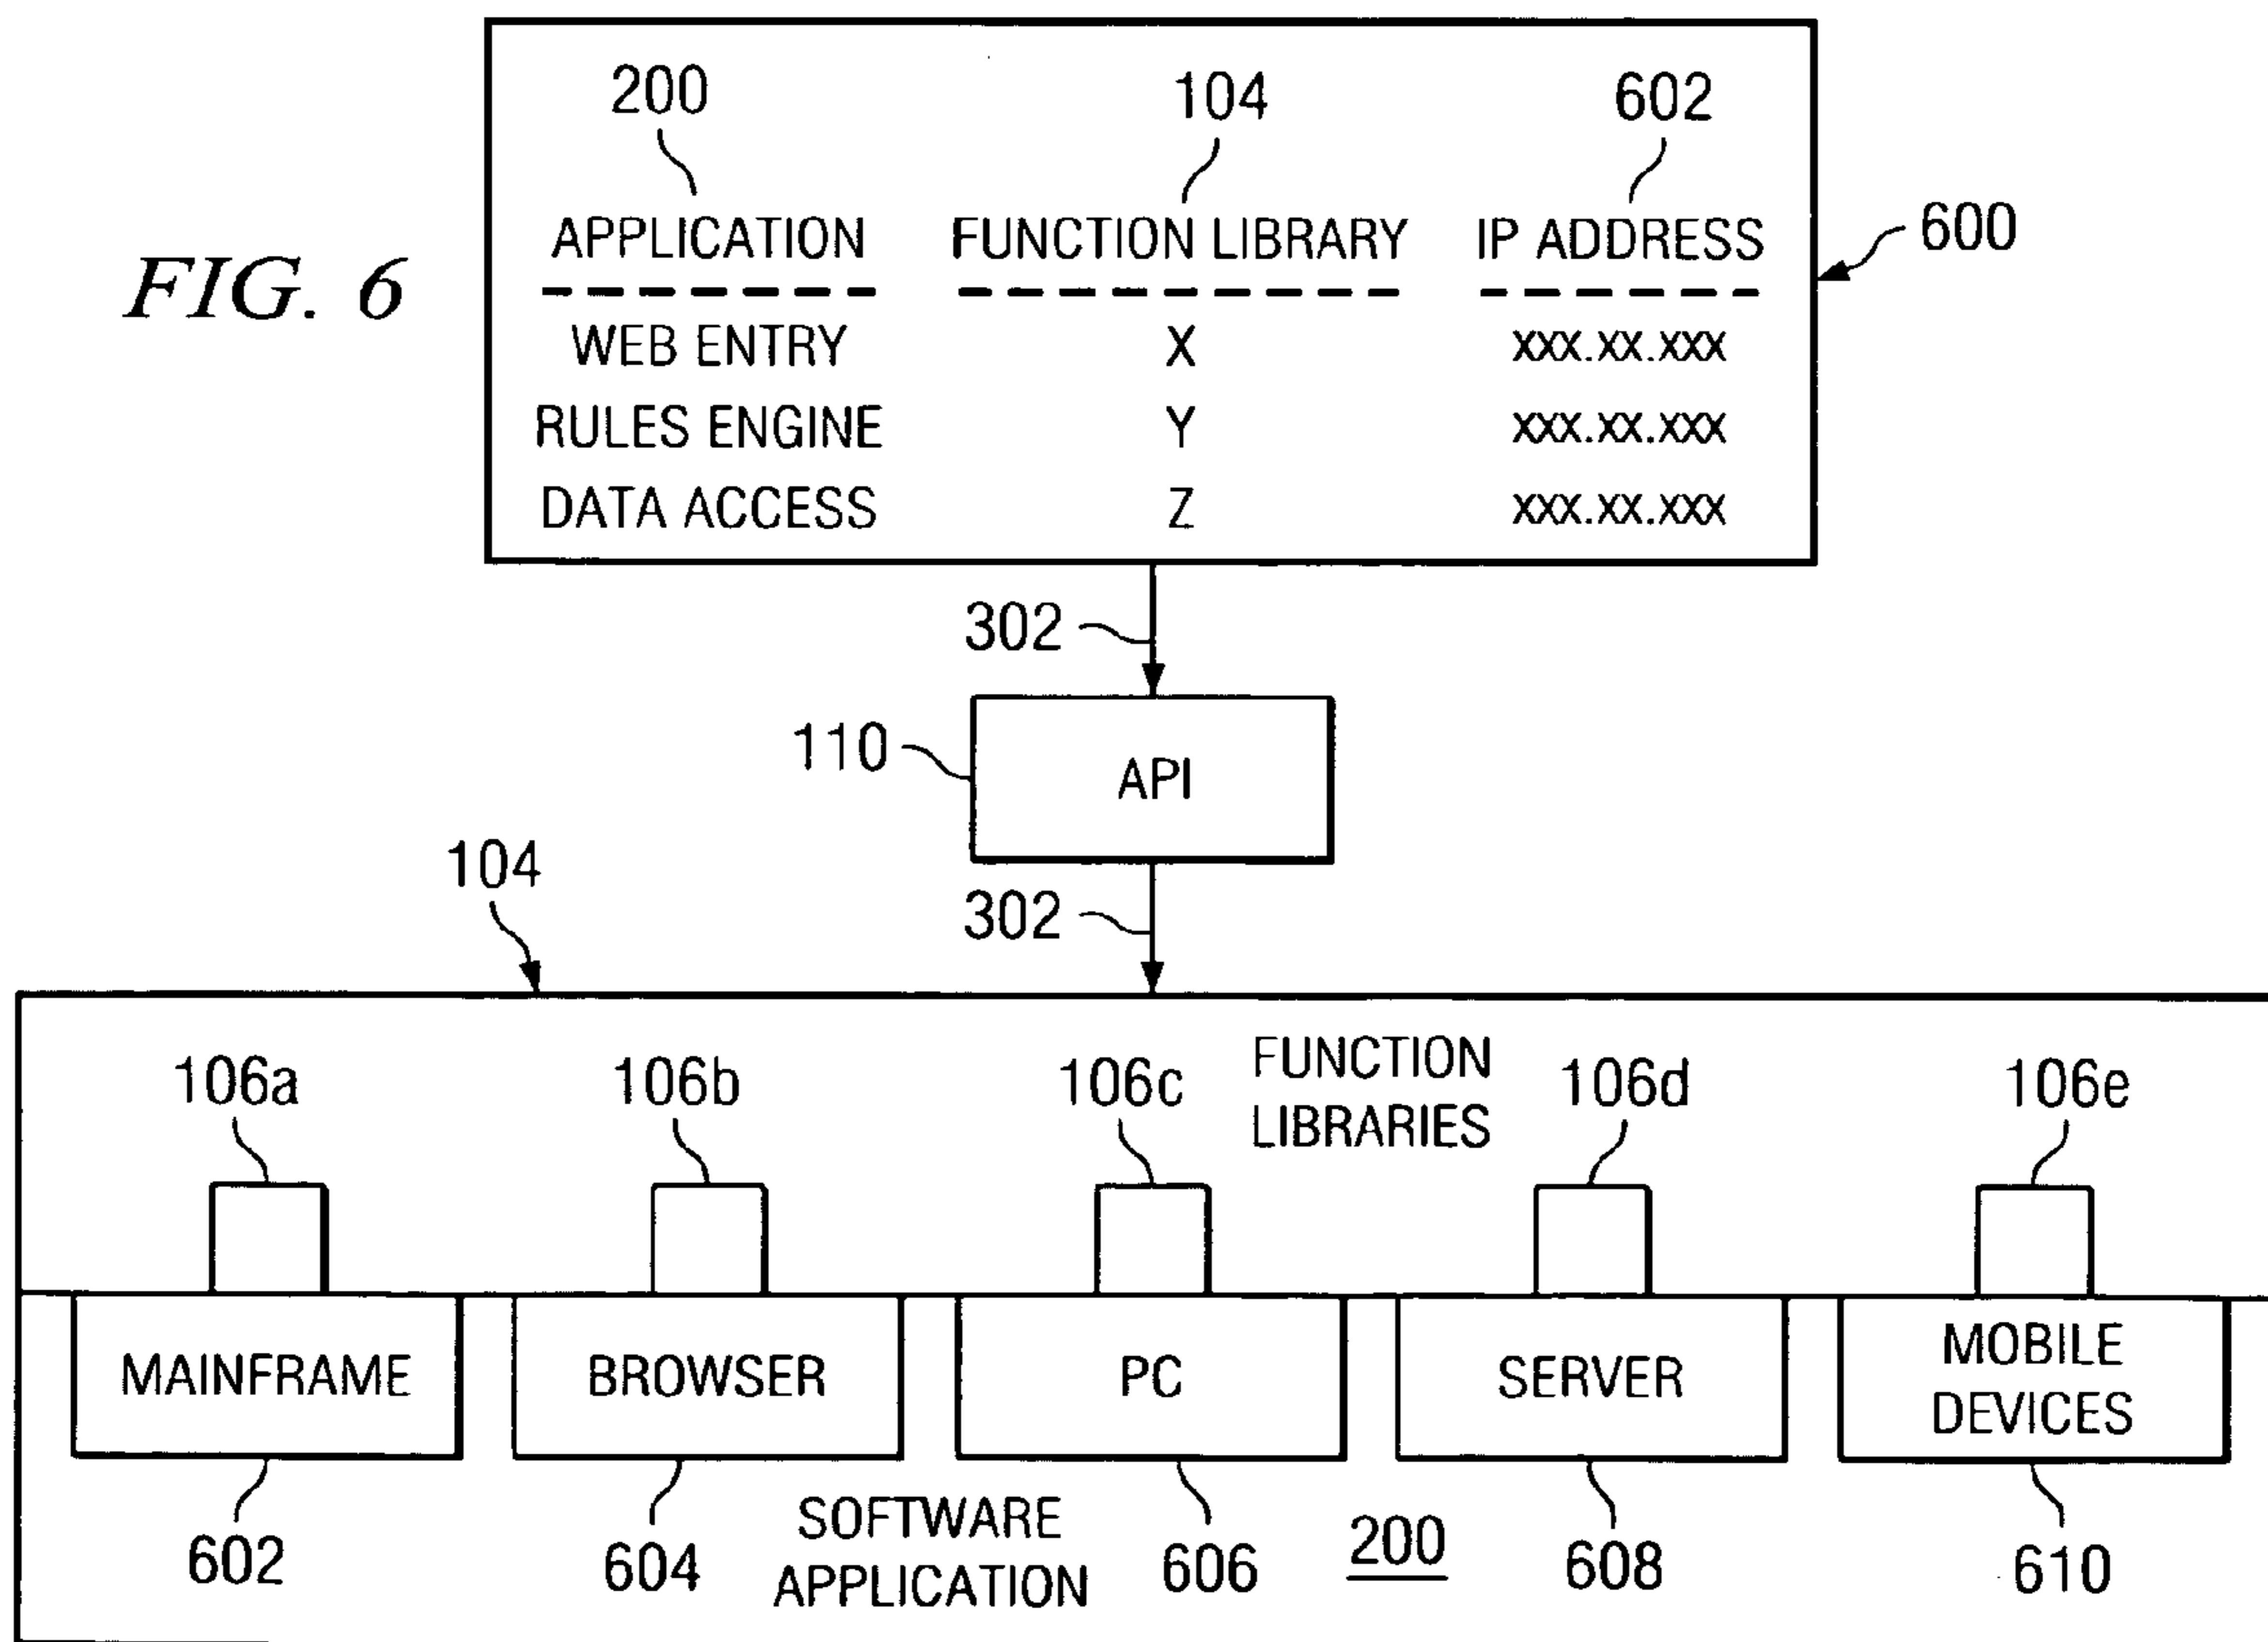 FIG. 6
200 104 602
APPLICATION FUNCTION LIBRARY IP ADDRESS
600
WEB ENTRY X XXX.XX.XXX
RULES ENGINE Y XXX.XX.XXX
DATA ACCESS Z XXX.XX.XXX
302
110
API
104
302
FUNCTION
LIBRARIES
106a 106b 106c 106d 106e
MAINFRAME BROWSER PC SERVER MOBILE
DEVICES
SOFTWARE
APPLICATION
602 604 606 200 608 610